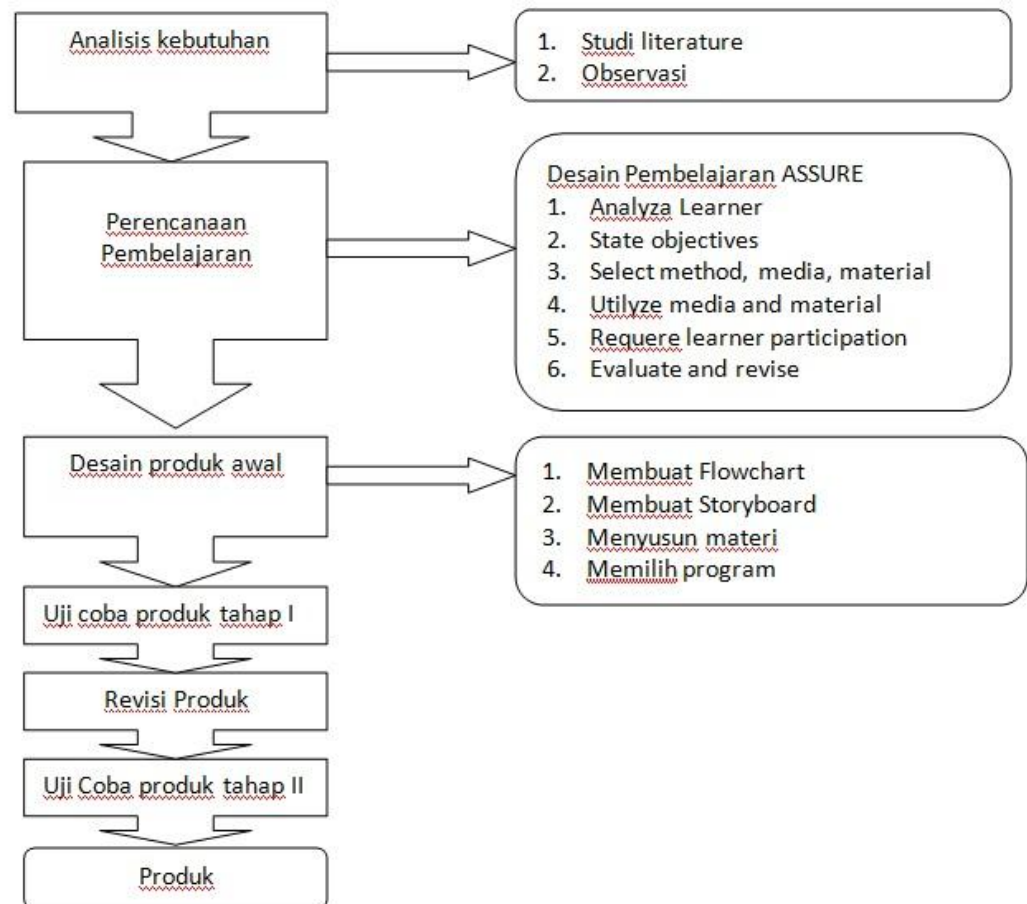 Analisis kebutuhan
1. Studi literature
2. Observasi
Perencanaan
Pembelajaran
Desain Pembelajaran ASSURE
1. Analyza Learner
2. State objectives
3. Select method, media, material
4. Utilyze media and material
5. Requere learner participation
6. Evaluate and revise
Desain produk awal
1. Membuat Flowchart
2. Membuat Storyboard
3. Menyusun materi
4. Memilih program
Uji coba produk tahap I
Revisi Produk
Uji Coba produk tahap II
Produk